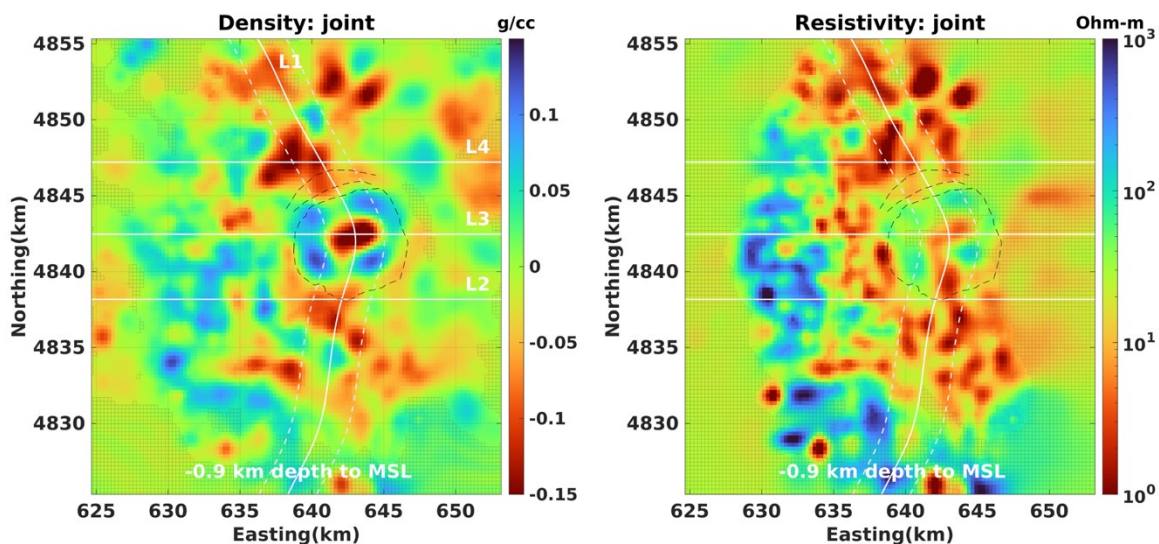 Density: joint
g/cc
4855
4850
4845
4840
4835
4830
Northing(km)
L1
L4
L3
L2
-0.9 km depth to MSL
625
630
635
640
645
650
Easting(km)
0.1
0.05
0
-0.05
-0.1
-0.15
Resistivity: joint
Ohm-m
4855
4850
4845
4840
4835
4830
Northing(km)
-0.9 km depth to MSL
625
630
635
640
645
650
Easting(km)
10³
10²
10¹
10⁰